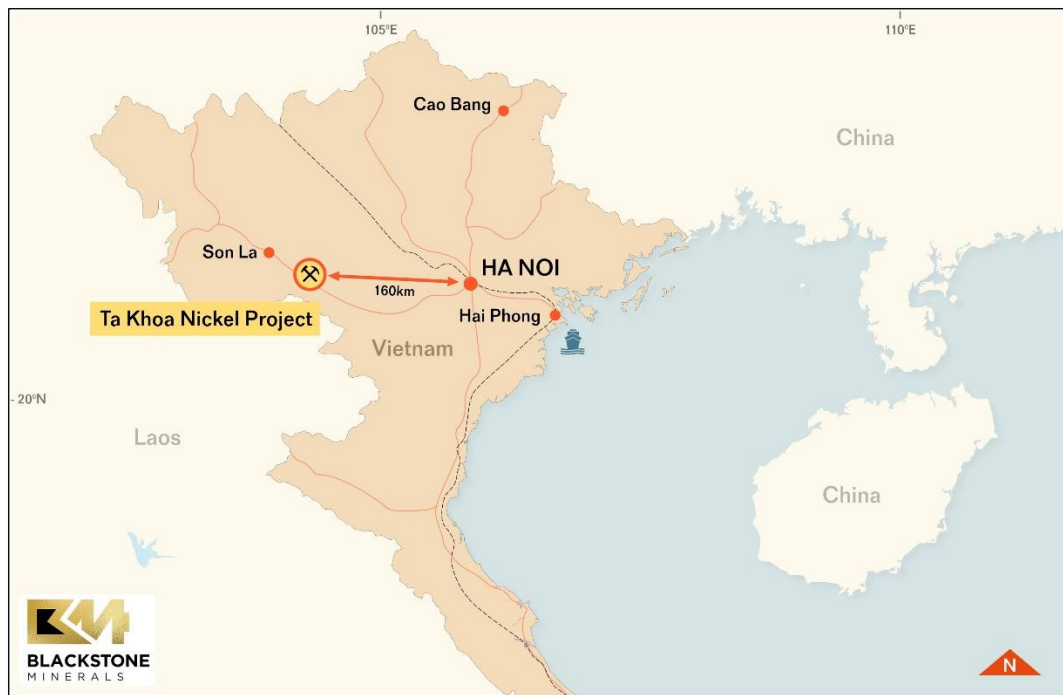 105°E
110°E
Cao Bang
China
Son La
HA NOI
160km
Ta Khoa Nickel Project
Hai Phong
Vietnam
- 20°N
Laos
China
BM
BLACKSTONE
MINERALS
N